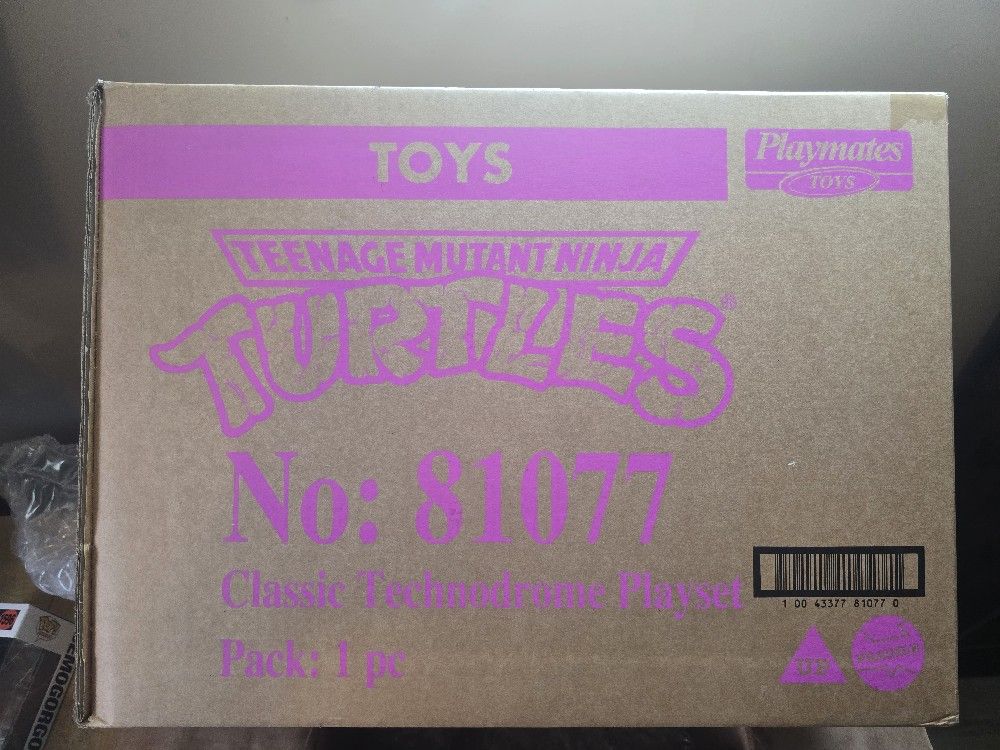 TOYS
Playmates
TOYS
TEENAGE MUTANT NINJA
TURTLES®
No: 81077
Classic Technodrome Playset
Pack: 1 pc
1 00 43377 81077 0